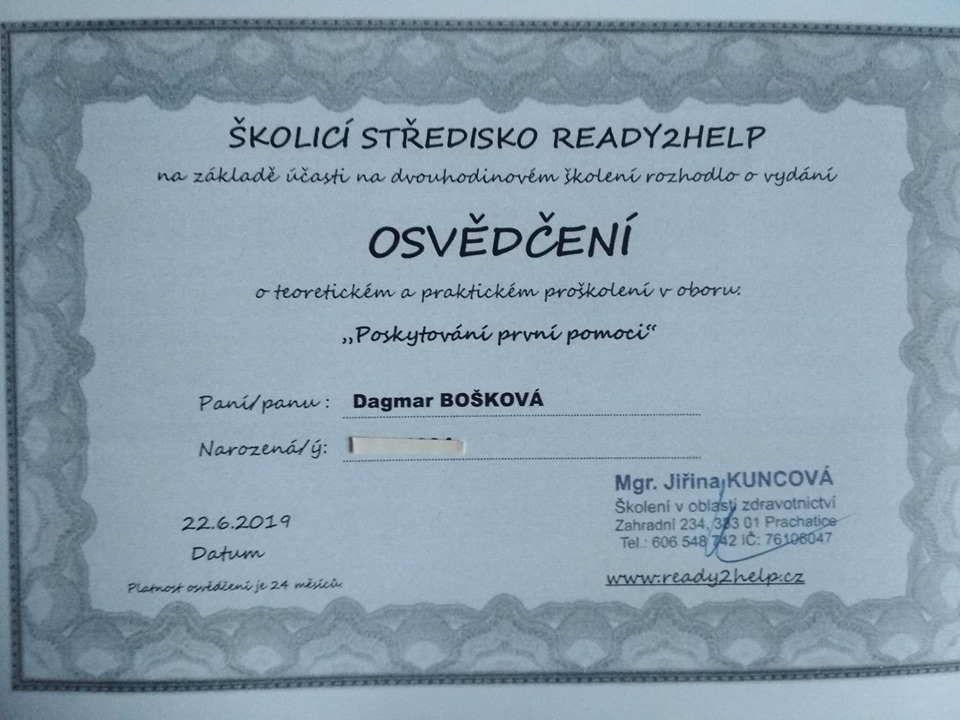 ŠKOLICÍ STŘEDISKO READY2HELP
na základě účasti na dvouhodinovém školení rozhodlo o vydání
OSVĚDČENÍ
o teoretickém a praktickém proškolení v oboru:
„Poskytování první pomoci“
Paní/panu : Dagmar BOŠKOVÁ
Narozená/ý:
Mgr. Jiřina KUNCOVÁ
Školení v oblasti zdravotnictví
22.6.2019
Zahradní 234, 383 01 Prachatice
Tel.: 606 548 742 IČ: 76106047
Datum
www.ready2help.cz
Platnost osvědčení je 24 měsíců.